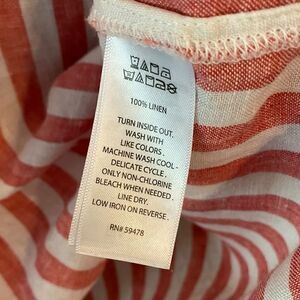 100% LINEN
TURN INSIDE OUT.
WASH WITH
LIKE COLORS.
MACHINE WASH COOL-
DELICATE CYCLE.
ONLY NON-CHLORINE
BLEACH WHEN NEEDED.
LINE DRY.
LOW IRON ON REVERSE.
RN# 59478